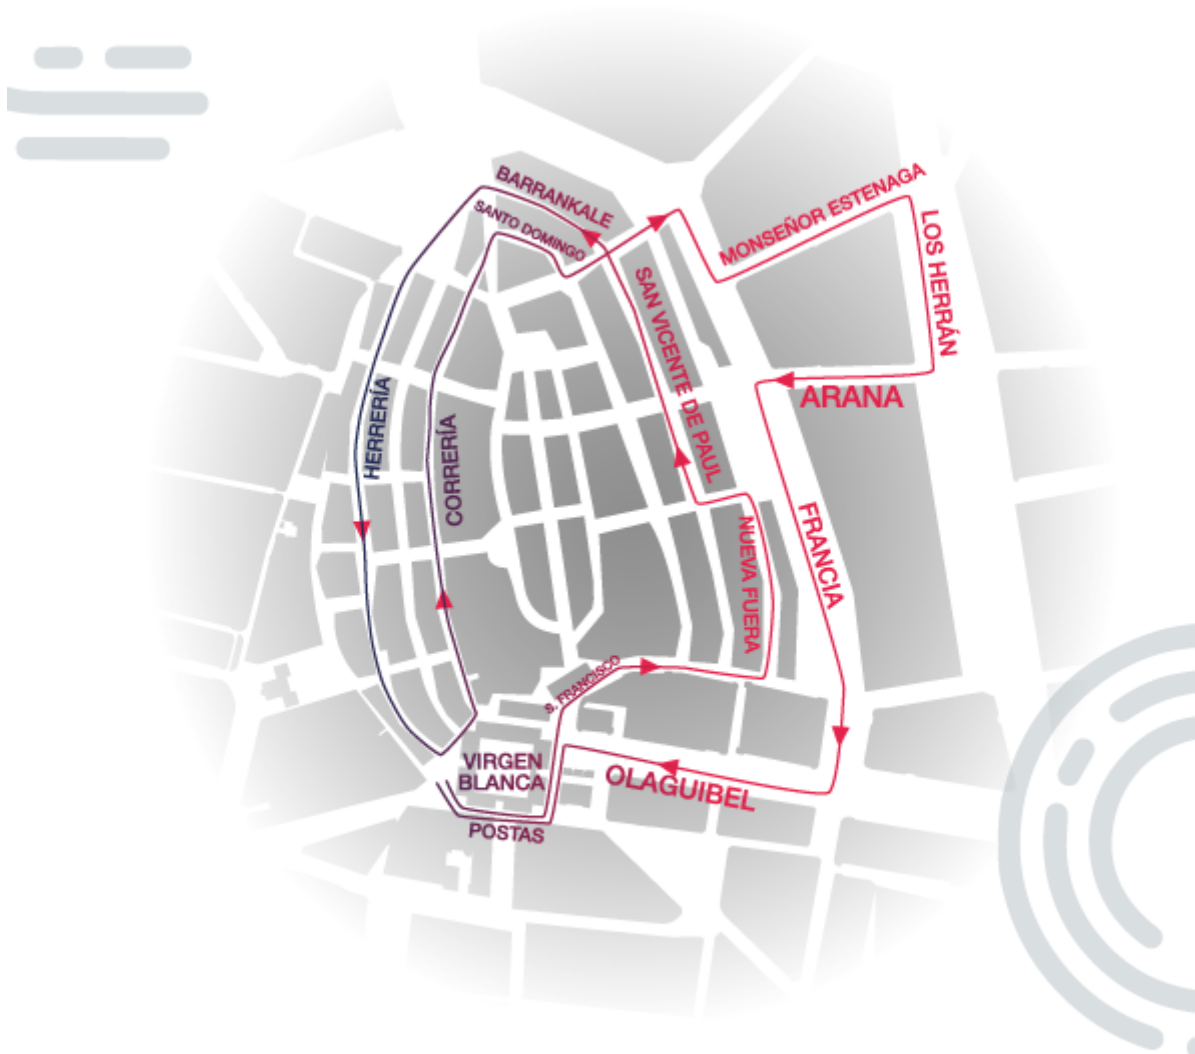 BARRANKALE
SANTO DOMINGO
MONSEÑOR ESTENAGA
LOS HERRÁN
SAN VICENTE DE PAUL
ARANA
HERRERÍA
CORRERÍA
FRANCIA
NUEVA FUERA
S. FRANCISCO
VIRGEN
BLANCA
OLAGUIBEL
POSTAS